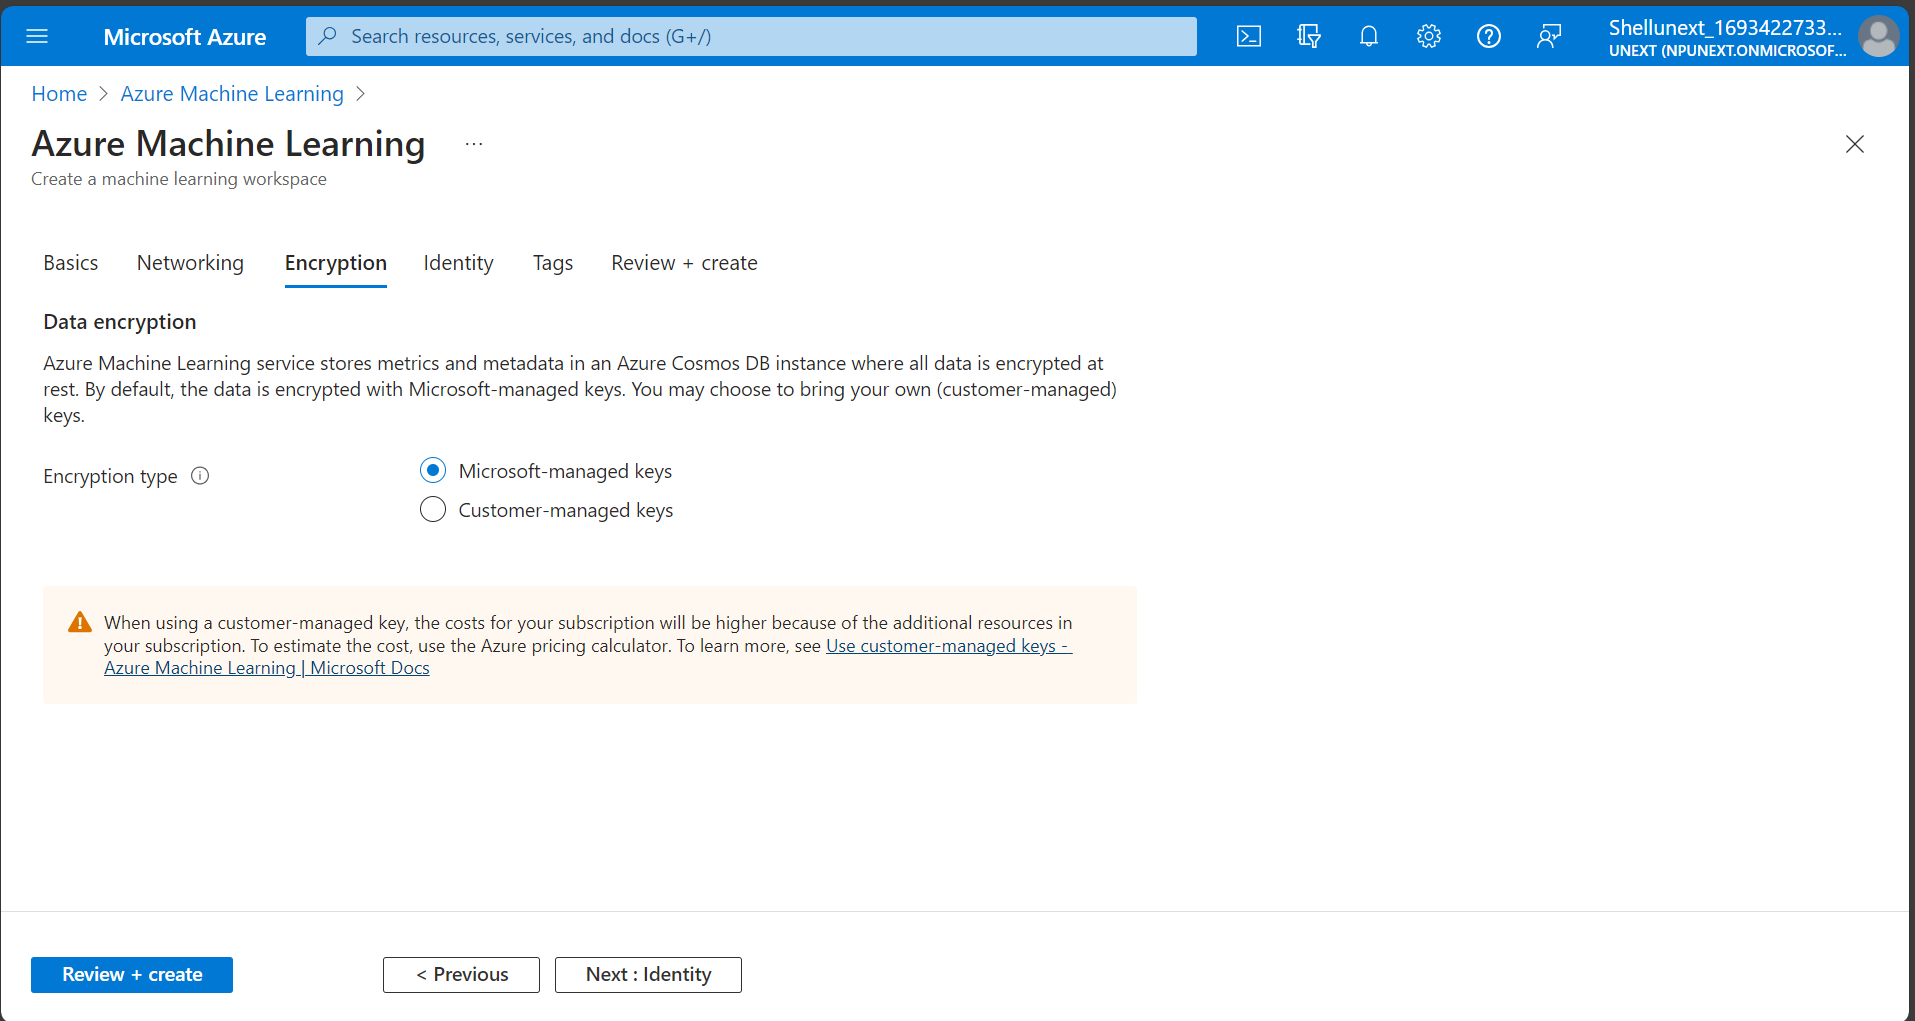 Microsoft Azure
Search resources, services, and docs (G+/)
Shellunext_1693422733...
UNEXT (NPUNEXT.ONMICROSOF...
Home > Azure Machine Learning >
Azure Machine Learning ...
Create a machine learning workspace
Basics Networking Encryption Identity Tags Review + create
Data encryption
Azure Machine Learning service stores metrics and metadata in an Azure Cosmos DB instance where all data is encrypted at
rest. By default, the data is encrypted with Microsoft-managed keys. You may choose to bring your own (customer-managed)
keys.
Encryption type
Microsoft-managed keys
Customer-managed keys
When using a customer-managed key, the costs for your subscription will be higher because of the additional resources in
your subscription. To estimate the cost, use the Azure pricing calculator. To learn more, see Use customer-managed keys -
Azure Machine Learning | Microsoft Docs
Review + create
< Previous
Next : Identity